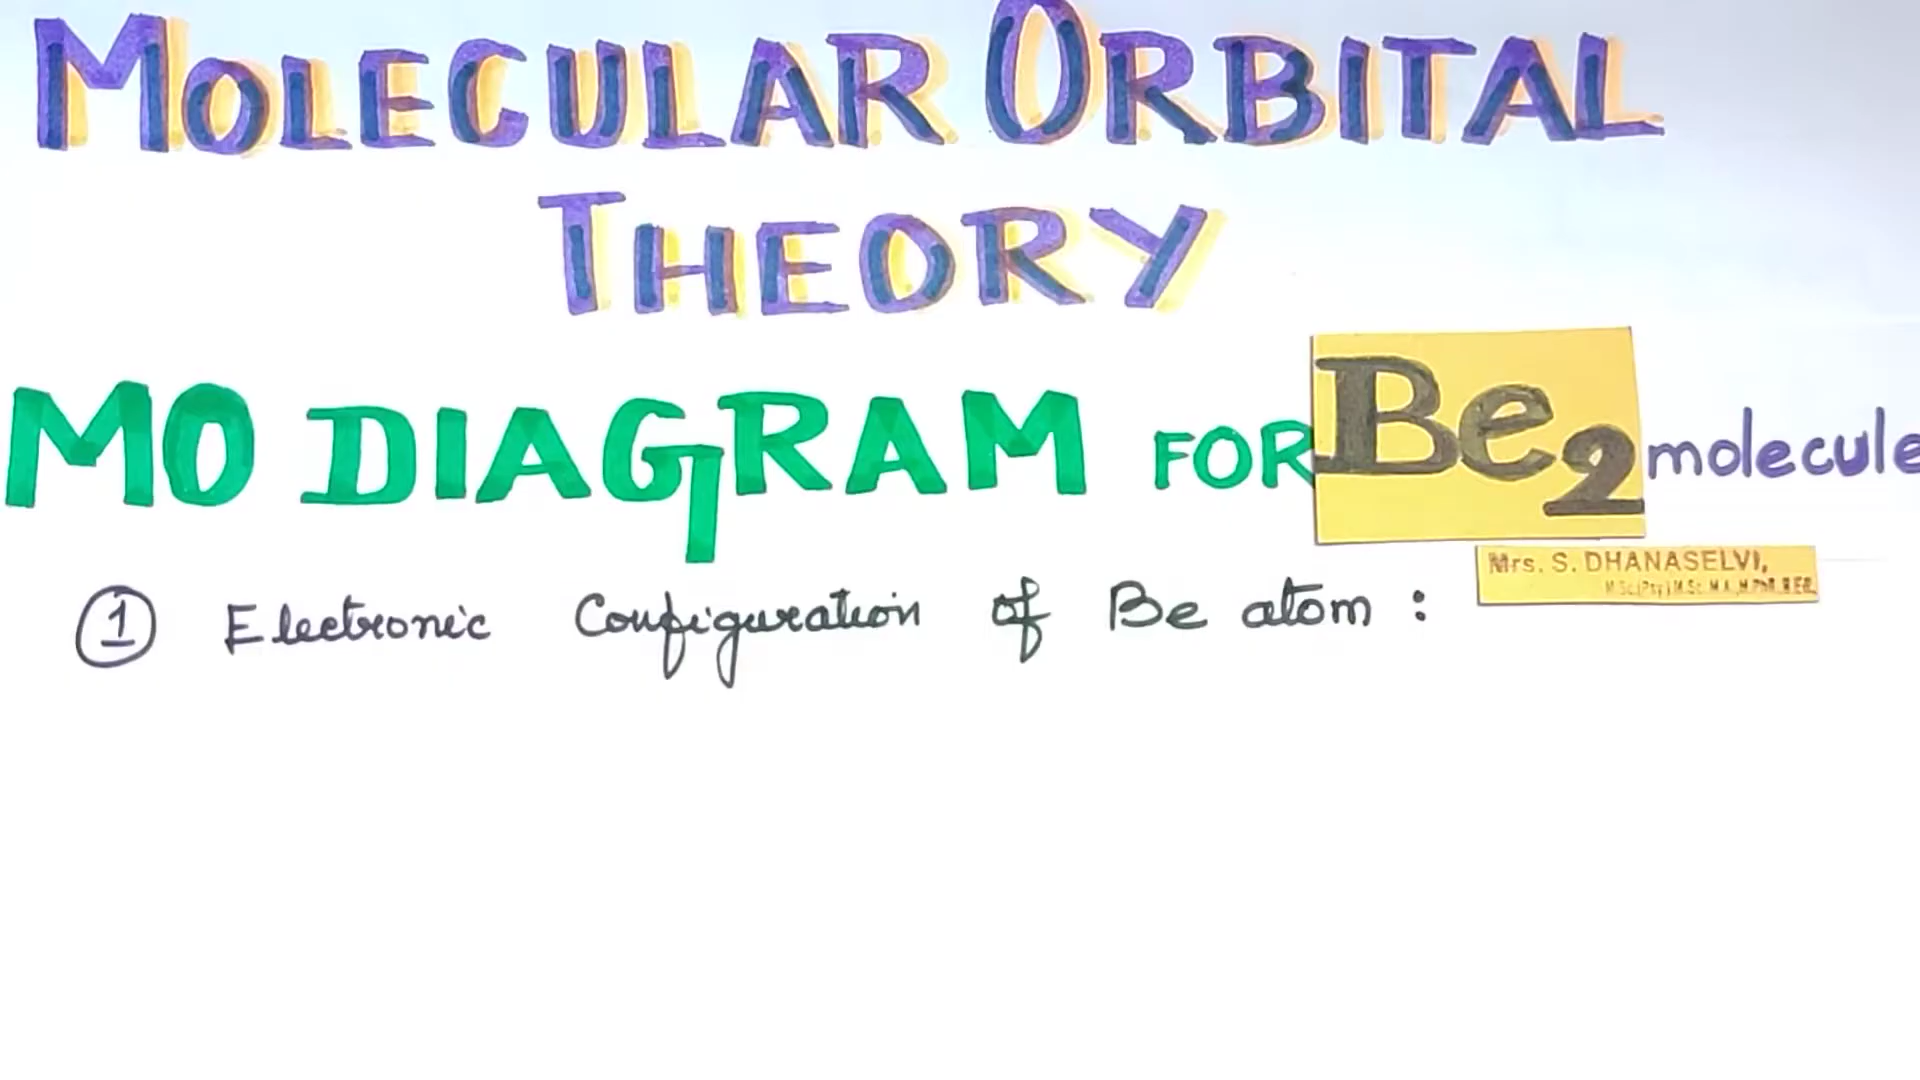 MOLECULAR ORBITAL
THEORY
MO DIAGRAM FOR Be2 molecule
Mrs. S. DHANASELVI,
① Electronic Configuration of Be atom :